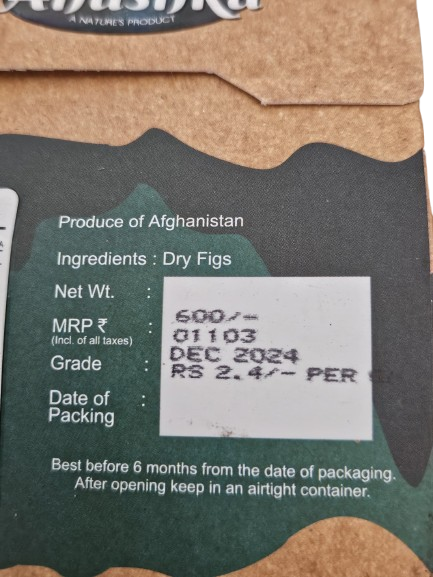 Anushka
A NATURE'S PRODUCT
Produce of Afghanistan
Ingredients : Dry Figs
Net Wt. :
600/-
MRP ₹ :
01103
(Incl. of all taxes)
DEC 2024
Grade :
RS 2.4/- PER
Date of :
Packing
Best before 6 months from the date of packaging.
After opening keep in an airtight container.